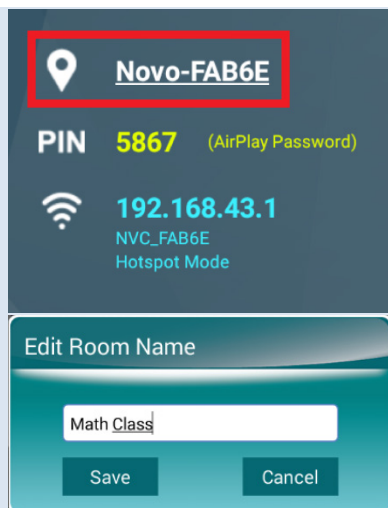 Novo-FAB6E
PIN 5867 (AirPlay Password)
192.168.43.1
NVC_FAB6E
Hotspot Mode
Edit Room Name
Math Class
Save Cancel